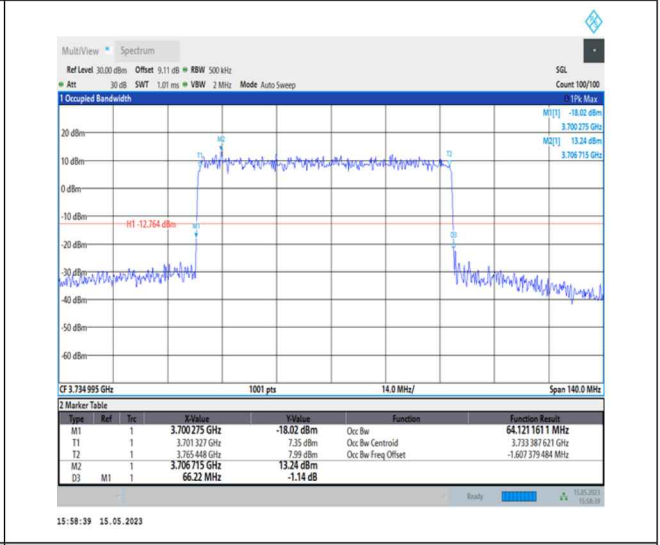 MultiView Spectrum
Ref Level 30.00 dBm Offset 9.11 dB RBW 500 kHz SGL
Att 30 dB SWT 1.01 ms VBW 2 MHz Mode Auto Sweep Count 100/100
1 Occupied Bandwidth 1Pk Max
M1[1] -18.02 dBm
3.700 275 GHz
20 dBm
M2
M2[1] 13.24 dBm
3.706 715 GHz
T1
T2
10 dBm
0 dBm
-10 dBm
H1 -12.764 dBm
M1
D3
-20 dBm
-30 dBm
-40 dBm
-50 dBm
-60 dBm
CF 3.734 995 GHz 1001 pts 14.0 MHz/ Span 140.0 MHz
2 Marker Table
Type Ref Trc X-Value Y-Value Function Function Result
M1 1 3.700 275 GHz -18.02 dBm Occ Bw 64.121 161 1 MHz
T1 1 3.701 327 GHz 7.35 dBm Occ Bw Centroid 3.733 387 621 GHz
T2 1 3.765 448 GHz 7.99 dBm Occ Bw Freq Offset -1.607 379 484 MHz
M2 1 3.706 715 GHz 13.24 dBm
D3 M1 1 66.22 MHz -1.14 dB
Ready 15.05.2023
15:58:39
15:58:39 15.05.2023